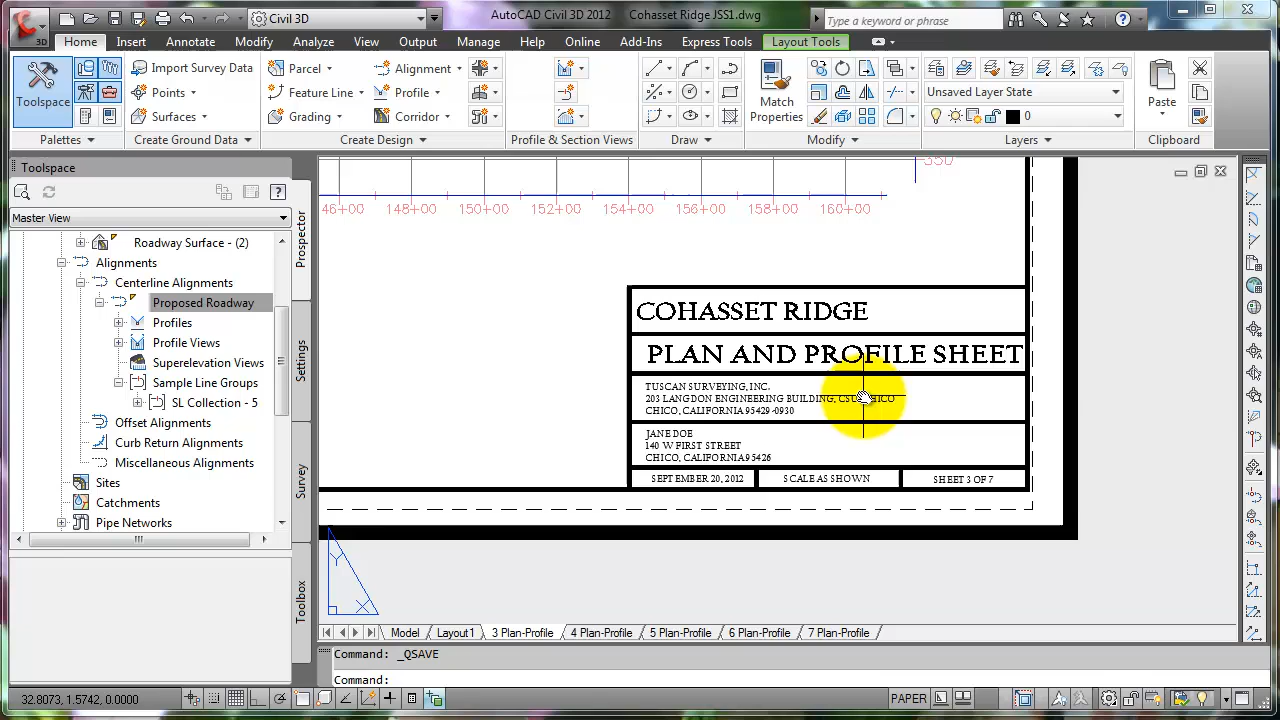 Civil 3D
AutoCAD Civil 3D 2012 Cohasset Ridge JSS1.dwg
Type a keyword or phrase
3D
Home Insert Annotate Modify View Analyze Output Manage Help Online Add-Ins Express Tools Layout Tools
Toolspace
Import Survey Data
Points
Surfaces
Parcel
Feature Line
Grading
Alignment
Profile
Corridor
Match
Properties
Unsaved Layer State
0
Paste
Palettes
Create Ground Data
Create Design
Profile & Section Views
Draw
Modify
Layers
Clipboard
Toolspace
Master View
Roadway Surface - (2)
Alignments
Centerline Alignments
Proposed Roadway
Profiles
Profile Views
Superelevation Views
Sample Line Groups
SL Collection - 5
Offset Alignments
Curb Return Alignments
Miscellaneous Alignments
Sites
Catchments
Pipe Networks
Prospector
Settings
Survey
Toolbox
350
46+00 148+00 150+00 152+00 154+00 156+00 158+00 160+00
COHASSET RIDGE
PLAN AND PROFILE SHEET
TUSCAN SURVEYING, INC.
203 LANGDON ENGINEERING BUILDING, CSU CHICO
CHICO, CALIFORNIA 95429-0930
JANE DOE
140 W FIRST STREET
CHICO, CALIFORNIA 95426
SEPTEMBER 20, 2012 SCALE AS SHOWN SHEET 3 OF 7
Y
X
Model Layout1 3 Plan-Profile 4 Plan-Profile 5 Plan-Profile 6 Plan-Profile 7 Plan-Profile
Command: _QSAVE
Command:
32.8073, 1.5742, 0.0000
PAPER